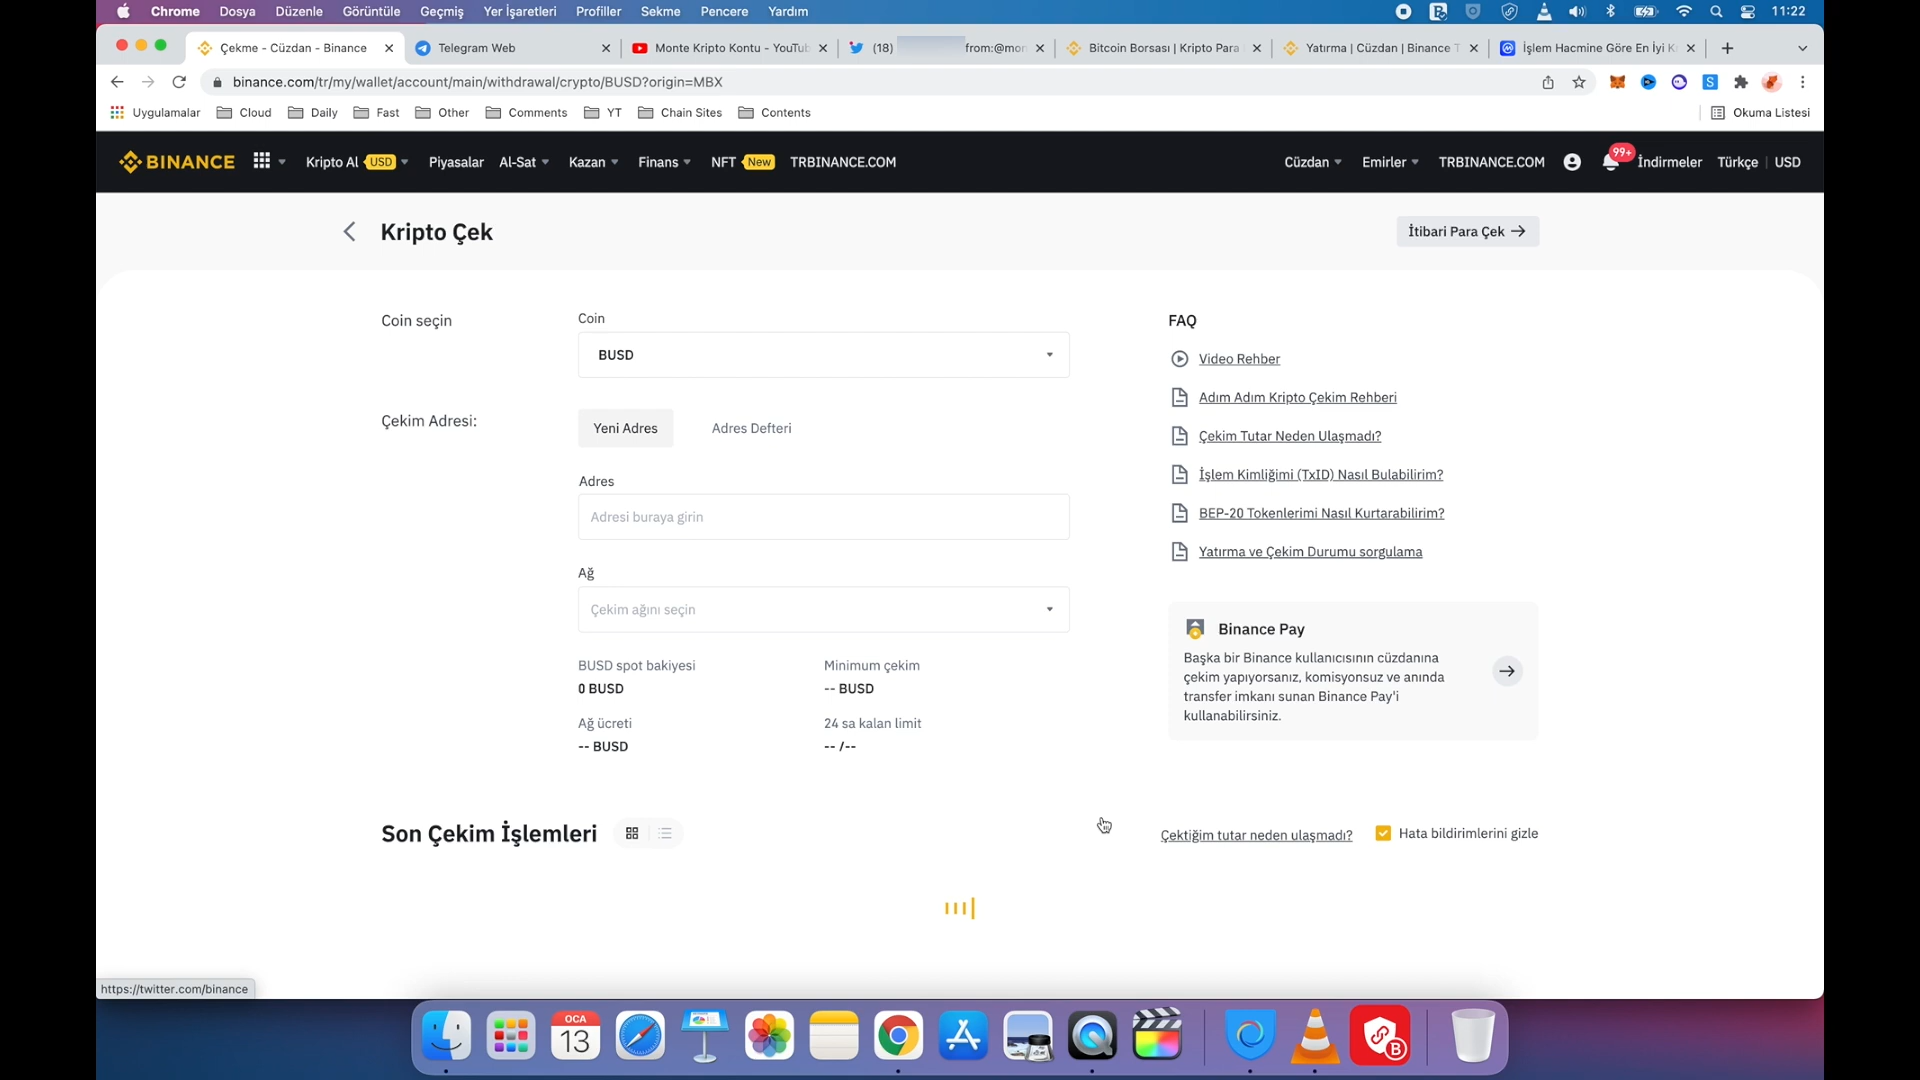 Chrome Dosya Düzenle Görüntüle Geçmiş Yer İşaretleri Profiller Sekme Pencere Yardım 11:22
Çekme - Cüzdan - Binance
Telegram Web
Monte Kripto Kontu - YouTub
(18) from:@mon
Bitcoin Borsası | Kripto Para
Yatırma | Cüzdan | Binance T
İşlem Hacmine Göre En İyi K
binance.com/tr/my/wallet/account/main/withdrawal/crypto/BUSD?origin=MBX
Uygulamalar Cloud Daily Fast Other Comments YT Chain Sites Contents Okuma Listesi
BINANCE Kripto Al USD Piyasalar Al-Sat Kazan Finans NFT New TRBINANCE.COM Cüzdan Emirler TRBINANCE.COM 99+ İndirmeler Türkçe USD
Kripto Çek
İtibari Para Çek
Coin seçin
Coin
BUSD
Çekim Adresi:
Yeni Adres Adres Defteri
Adres
Adresi buraya girin
Ağ
Çekim ağını seçin
BUSD spot bakiyesi Minimum çekim
0 BUSD -- BUSD
Ağ ücreti 24 sa kalan limit
-- BUSD -- /--
FAQ
Video Rehber
Adım Adım Kripto Çekim Rehberi
Çekim Tutar Neden Ulaşmadı?
İşlem Kimliğimi (TxID) Nasıl Bulabilirim?
BEP-20 Tokenlerimi Nasıl Kurtarabilirim?
Yatırma ve Çekim Durumu sorgulama
Binance Pay
Başka bir Binance kullanıcısının cüzdanına
çekim yapıyorsanız, komisyonsuz ve anında
transfer imkanı sunan Binance Pay'i
kullanabilirsiniz.
Son Çekim İşlemleri
Çektiğim tutar neden ulaşmadı? Hata bildirimlerini gizle
https://twitter.com/binance
OCA
13